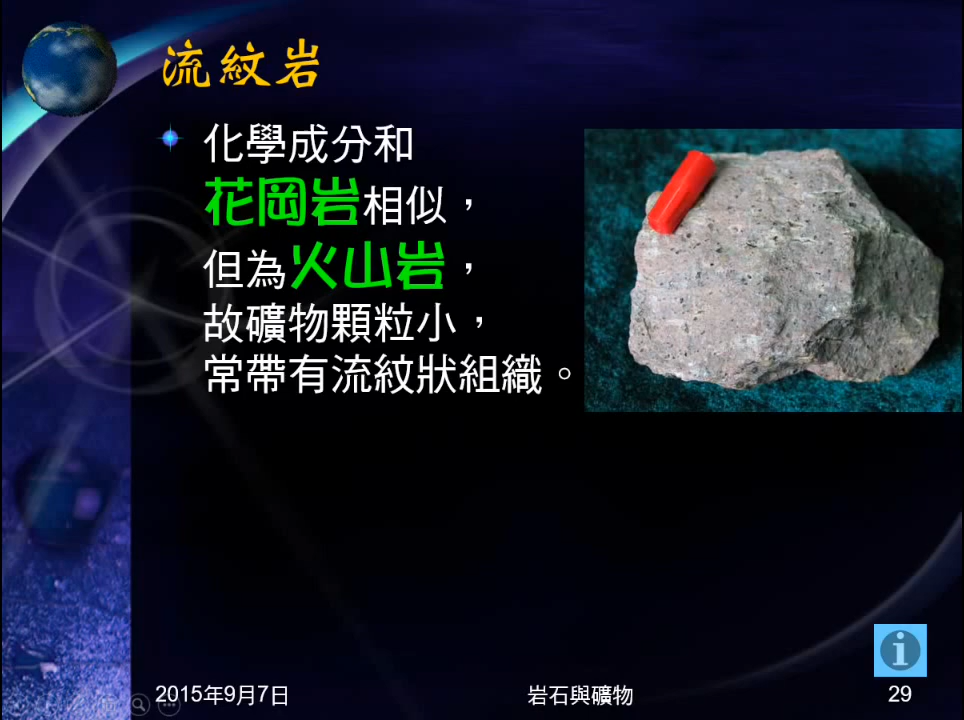 流紋岩
化學成分和
花岡岩相似，
但為火山岩，
故礦物顆粒小，
常帶有流紋狀組織。
2015年9月7日
岩石與礦物
29